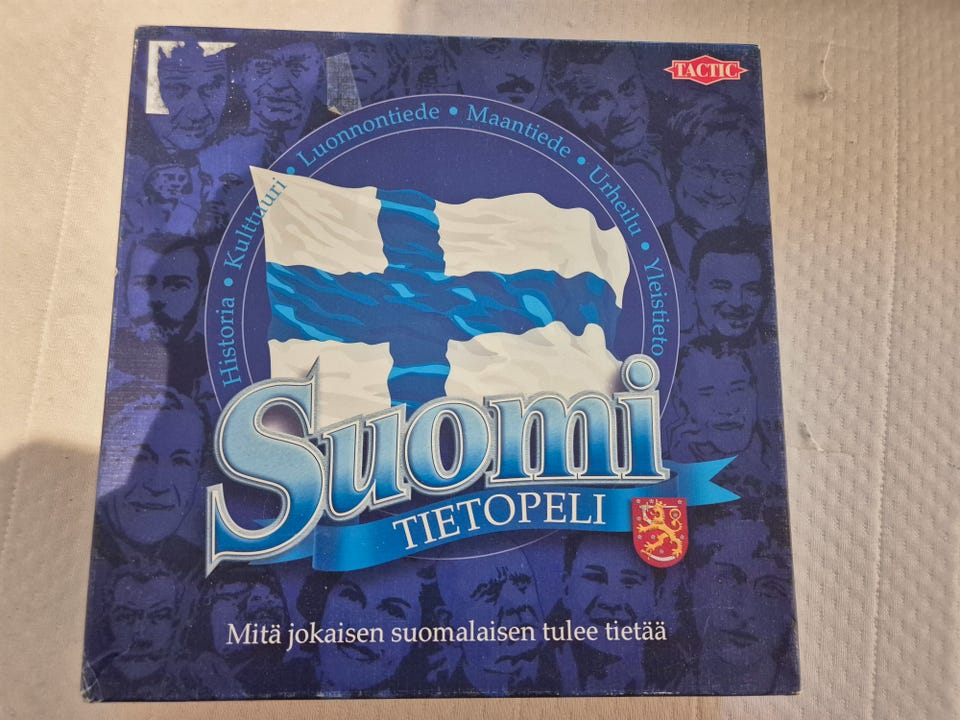 TACTIC
Historia • Kulttuuri • Luonnontiede • Maantiede • Urheilu • Yleistieto
Suomi
TIETOPELI
Mitä jokaisen suomalaisen tulee tietää